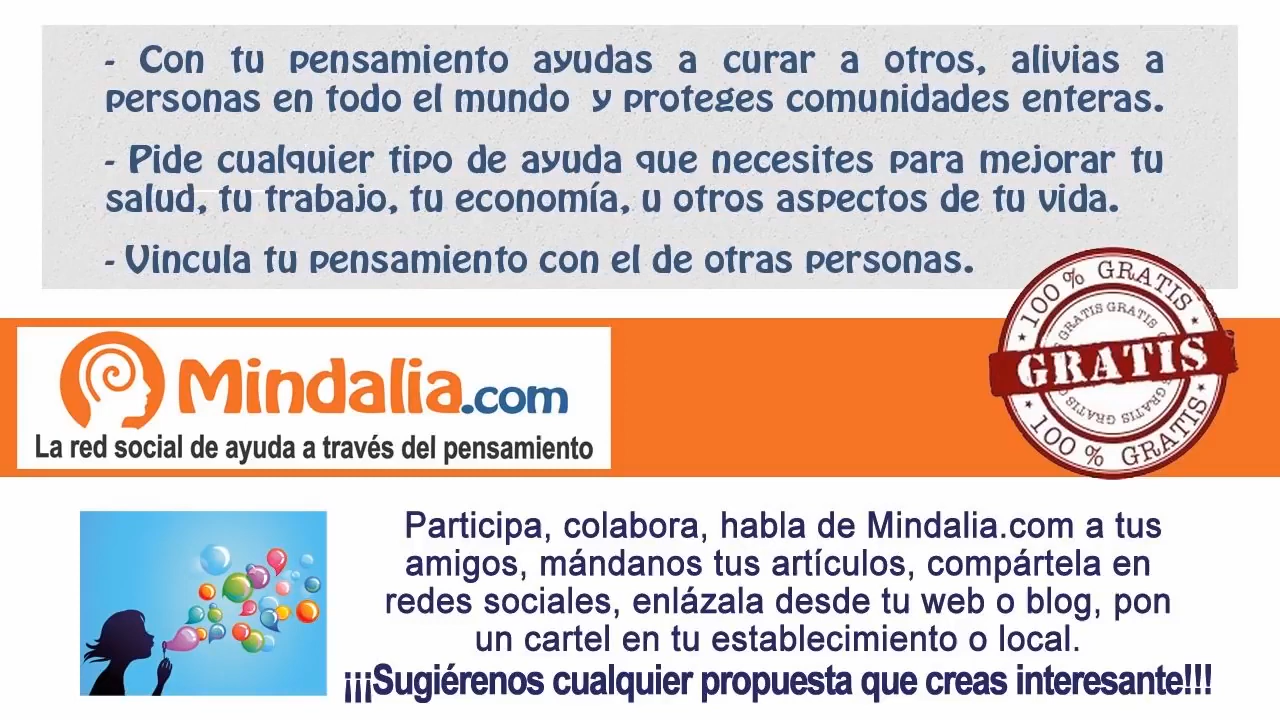 - Con tu pensamiento ayudas a curar a otros, alivias a
personas en todo el mundo y proteges comunidades enteras.
- Pide cualquier tipo de ayuda que necesites para mejorar tu
salud, tu trabajo, tu economía, u otros aspectos de tu vida.
- Vincula tu pensamiento con el de otras personas.
100 % GRATIS
GRATIS GRATIS
GRATIS
GRATIS GRATIS
100 % GRATIS
Mindalia.com
La red social de ayuda a través del pensamiento
Participa, colabora, habla de Mindalia.com a tus
amigos, mándanos tus artículos, compártela en
redes sociales, enlázala desde tu web o blog, pon
un cartel en tu establecimiento o local.
¡¡¡Sugiérenos cualquier propuesta que creas interesante!!!